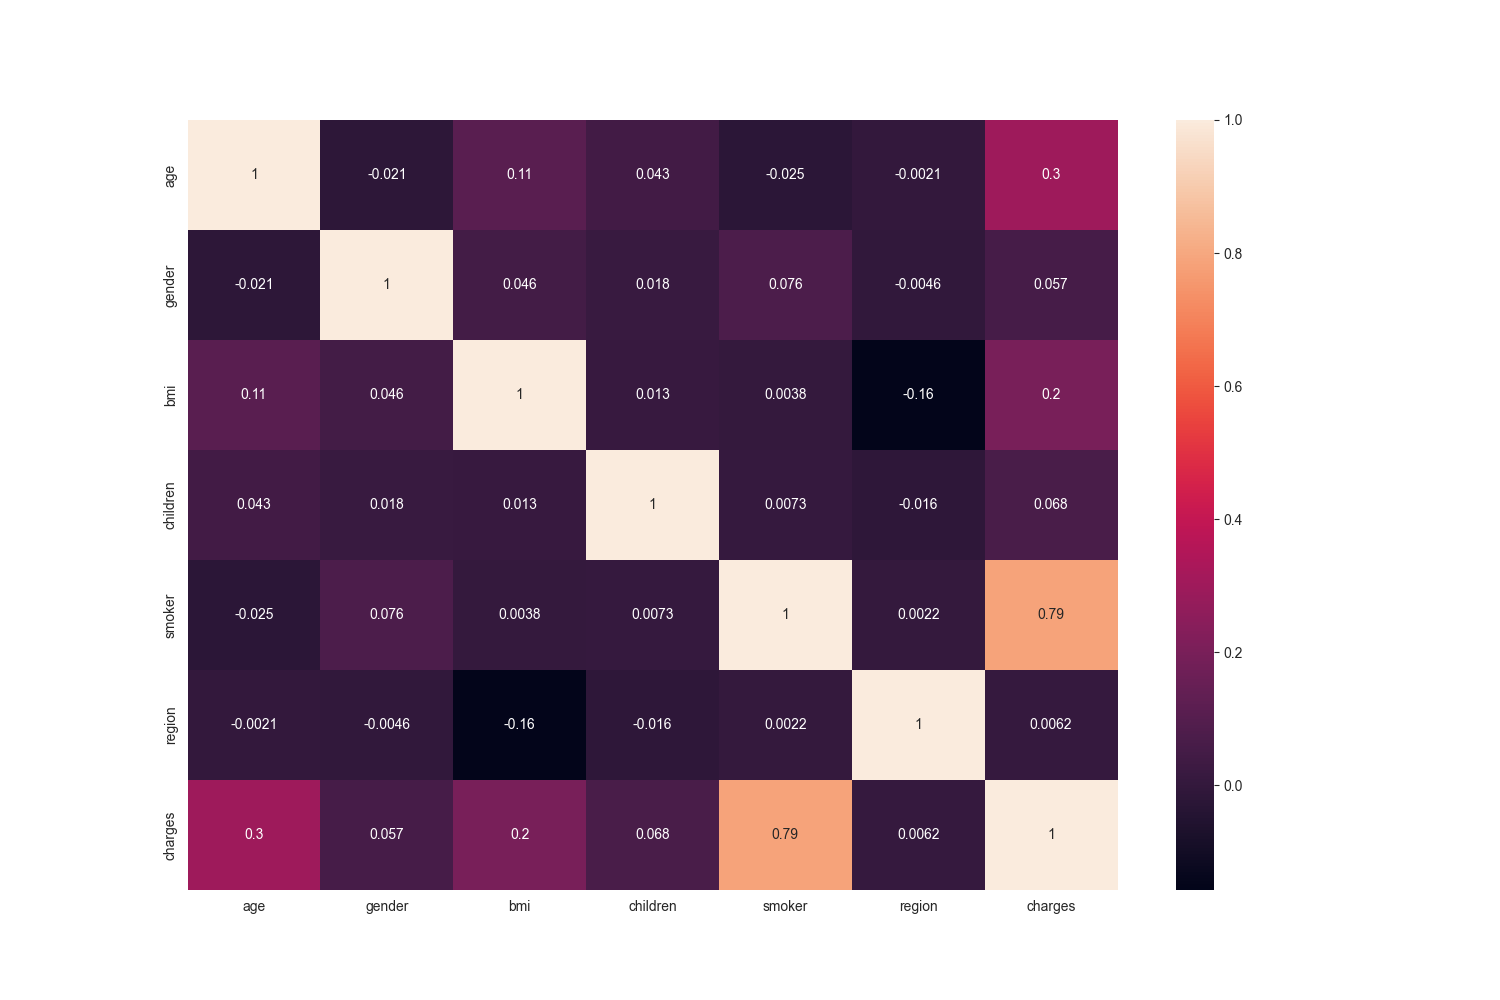 1.0
age 1 -0.021 0.11 0.043 -0.025 -0.0021 0.3
0.8
gender -0.021 1 0.046 0.018 0.076 -0.0046 0.057
bmi 0.11 0.046 1 0.013 0.0038 -0.16 0.2
0.6
children 0.043 0.018 0.013 1 0.0073 -0.016 0.068
0.4
smoker -0.025 0.076 0.0038 0.0073 1 0.0022 0.79
0.2
region -0.0021 -0.0046 -0.16 -0.016 0.0022 1 0.0062
0.0
charges 0.3 0.057 0.2 0.068 0.79 0.0062 1
age gender bmi children smoker region charges